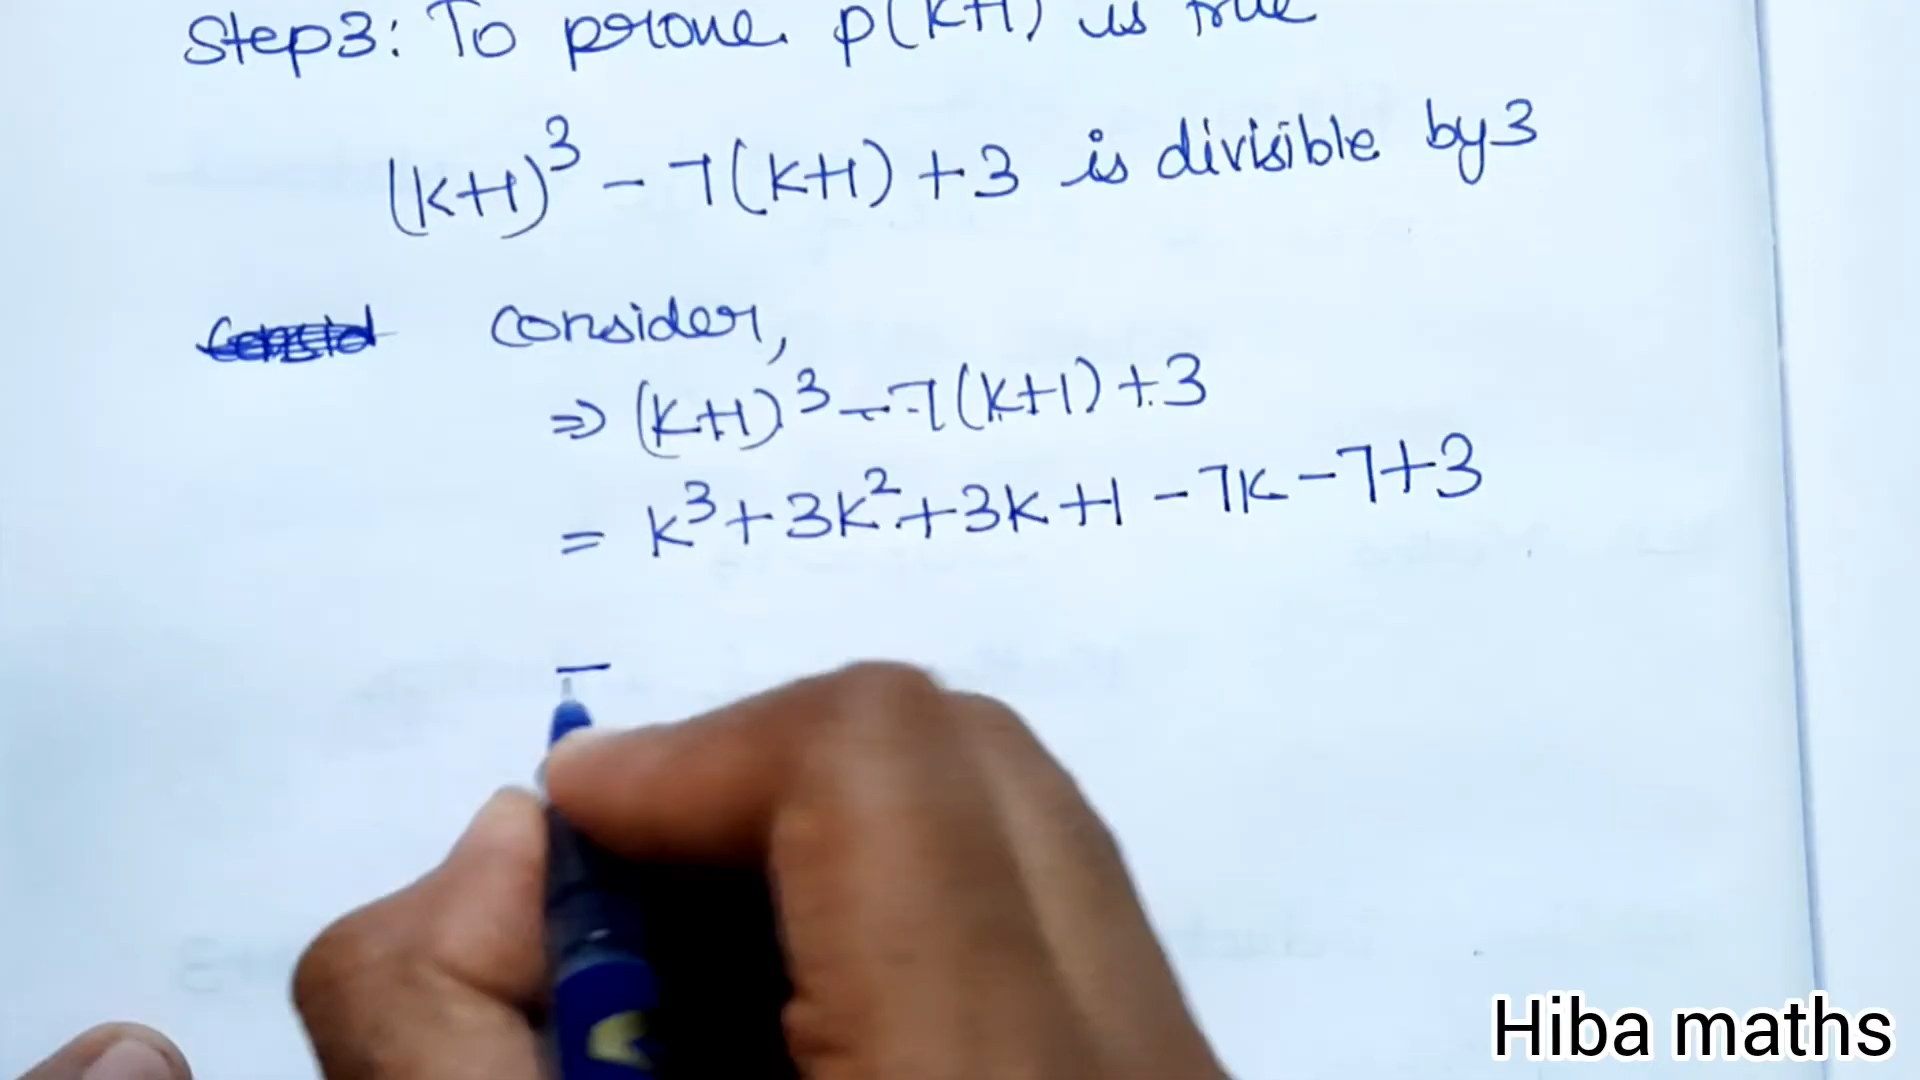 Step3: To prove p(k+1) is true
(k+1)³ - 7(k+1) + 3 is divisible by 3
consider,
⇒ (k+1)³ - 7(k+1) + 3
= k³ + 3k² + 3k + 1 - 7k - 7 + 3
Hiba maths